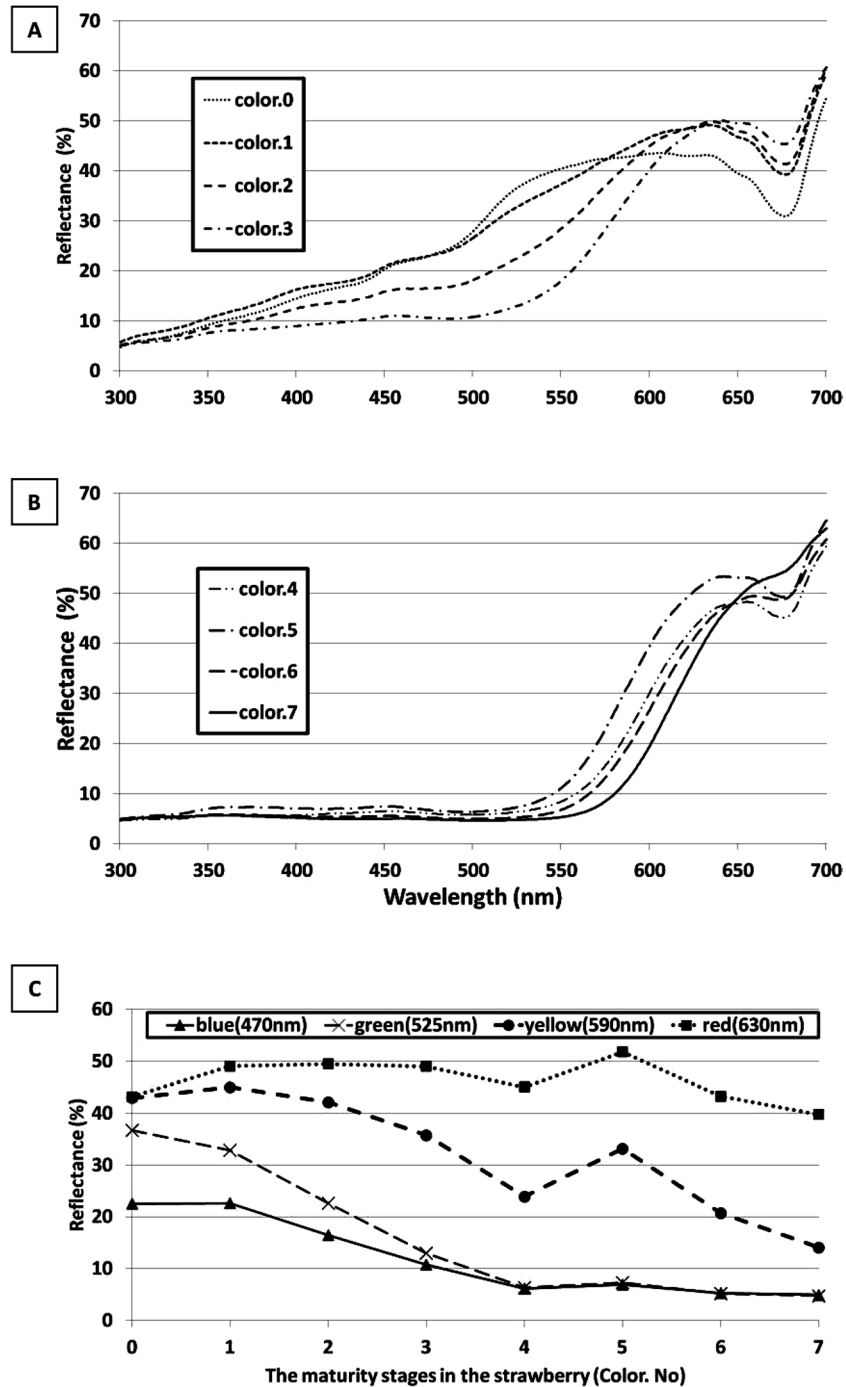 A
70
60
50
40
30
20
10
0
Reflectance (%)
color.0
color.1
color.2
color.3
300 350 400 450 500 550 600 650 700
B
70
60
50
40
30
20
10
0
Reflectance (%)
color.4
color.5
color.6
color.7
300 350 400 450 500 550 600 650 700
Wavelength (nm)
C
60
50
40
30
20
10
0
Reflectance (%)
blue(470nm) green(525nm) yellow(590nm) red(630nm)
0 1 2 3 4 5 6 7
The maturity stages in the strawberry (Color. No)